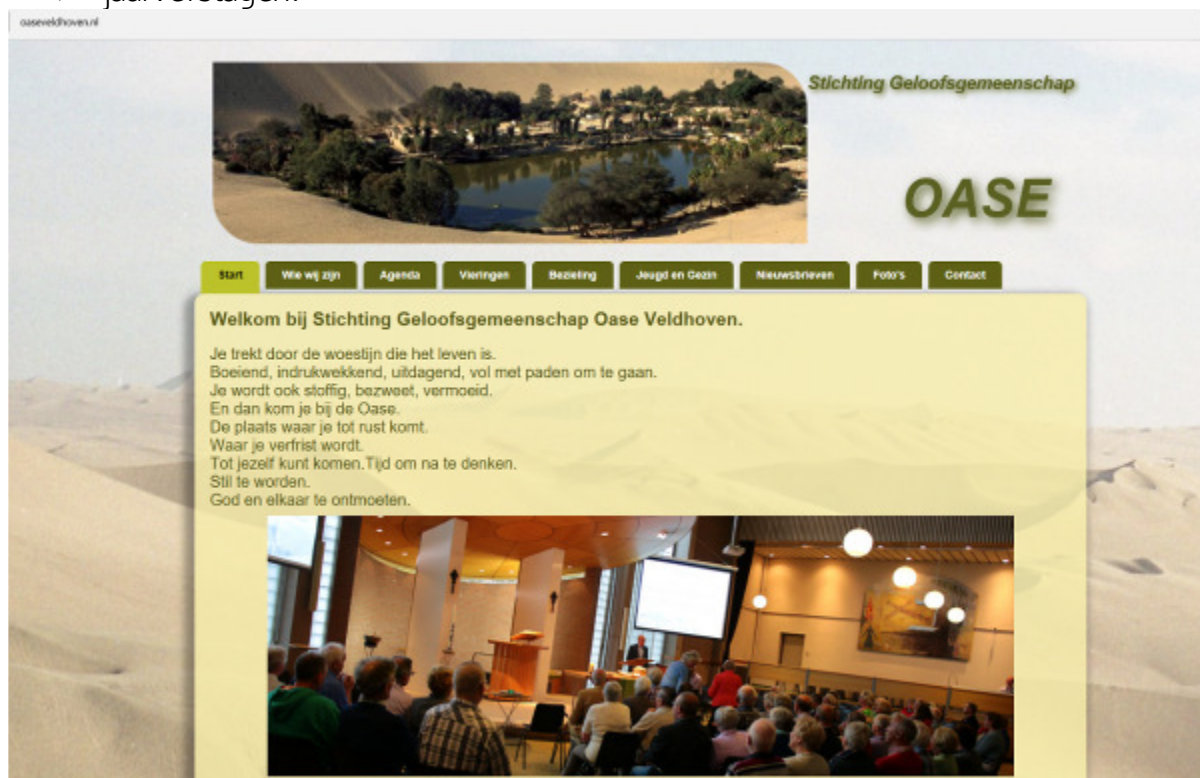 jaarverslagen.
oaseveldhoven.nl
Stichting Geloofsgemeenschap
OASE
Start Wie wij zijn Agenda Vieringen Bezieling Jeugd en Gezin Nieuwsbrieven Foto's Contact
Welkom bij Stichting Geloofsgemeenschap Oase Veldhoven.
Je trekt door de woestijn die het leven is.
Boeiend, indrukwekkend, uitdagend, vol met paden om te gaan.
Je wordt ook stoffig, bezweet, vermoeid.
En dan kom je bij de Oase.
De plaats waar je tot rust komt.
Waar je verfrist wordt.
Tot jezelf kunt komen.Tijd om na te denken.
Stil te worden.
God en elkaar te ontmoeten.